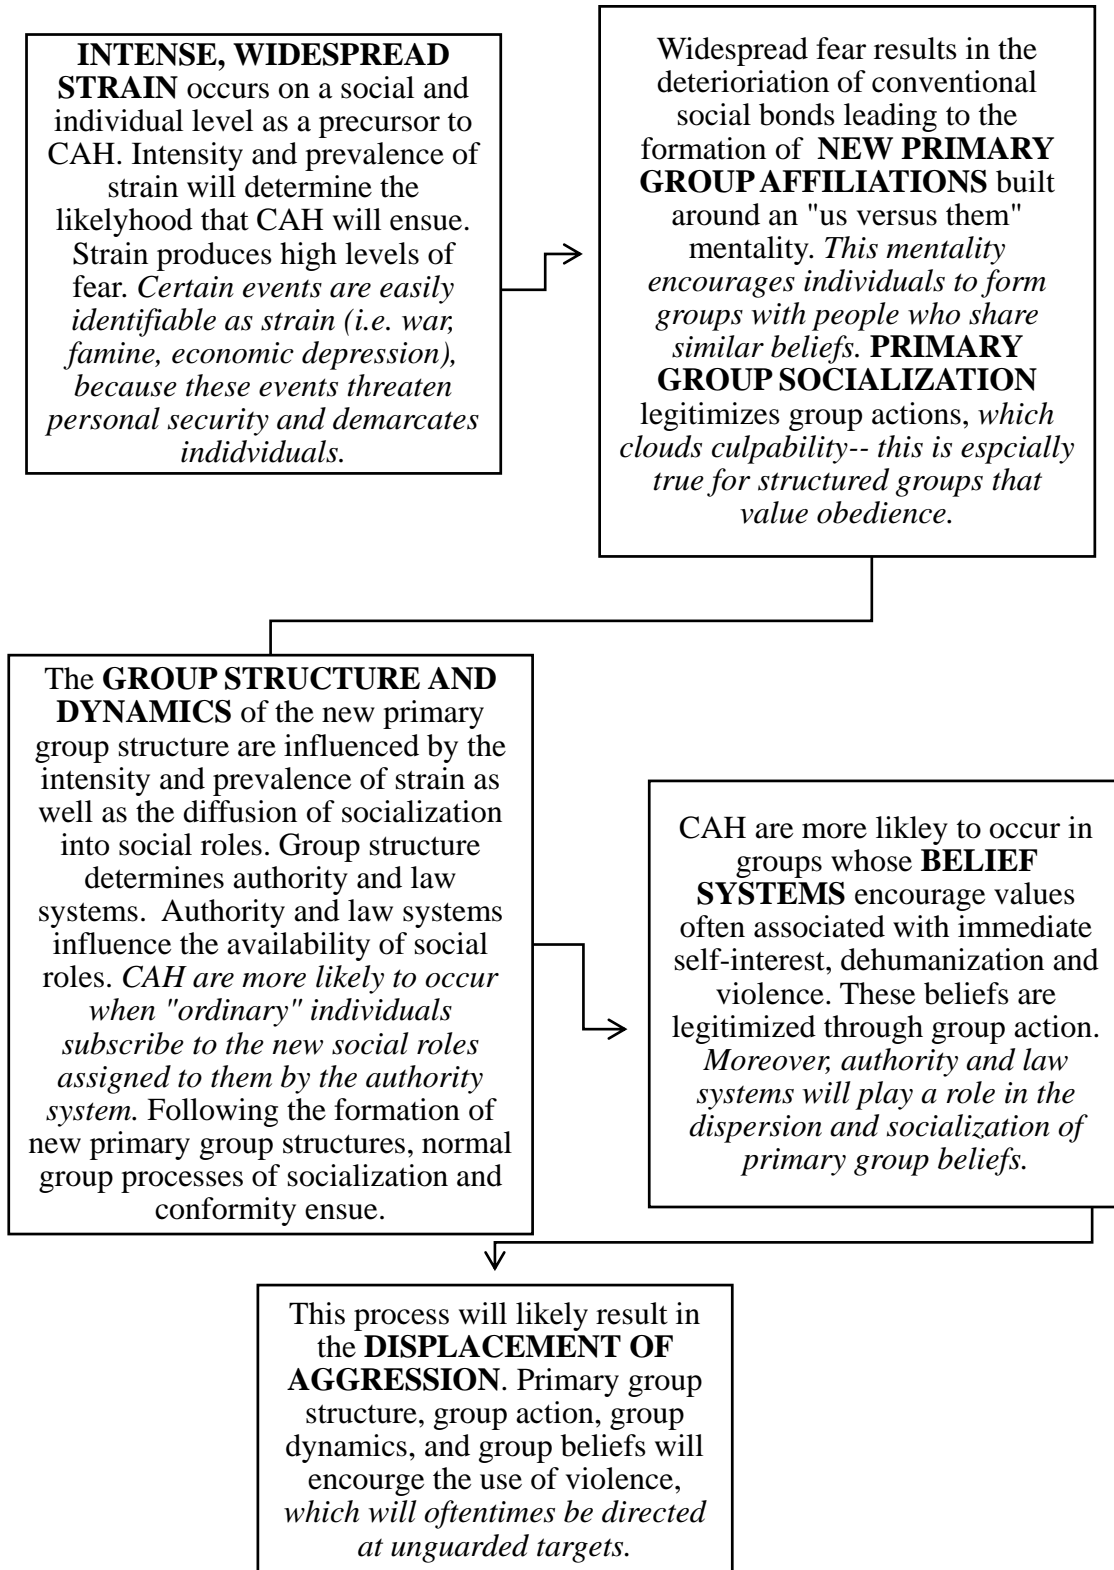 INTENSE, WIDESPREAD
STRAIN occurs on a social and
individual level as a precursor to
CAH. Intensity and prevalence of
strain will determine the
likelyhood that CAH will ensue.
Strain produces high levels of
fear. Certain events are easily
identifiable as strain (i.e. war,
famine, economic depression),
because these events threaten
personal security and demarcates
indidviduals.
Widespread fear results in the
deterioration of conventional
social bonds leading to the
formation of NEW PRIMARY
GROUP AFFILIATIONS built
around an "us versus them"
mentality. This mentality
encourages individuals to form
groups with people who share
similar beliefs. PRIMARY
GROUP SOCIALIZATION
legitimizes group actions, which
clouds culpability-- this is espcially
true for structured groups that
value obedience.
The GROUP STRUCTURE AND
DYNAMICS of the new primary
group structure are influenced by the
intensity and prevalence of strain as
well as the diffusion of socialization
into social roles. Group structure
determines authority and law
systems. Authority and law systems
influence the availability of social
roles. CAH are more likely to occur
when "ordinary" individuals
subscribe to the new social roles
assigned to them by the authority
system. Following the formation of
new primary group structures, normal
group processes of socialization and
conformity ensue.
CAH are more likley to occur in
groups whose BELIEF
SYSTEMS encourage values
often associated with immediate
self-interest, dehumanization and
violence. These beliefs are
legitimized through group action.
Moreover, authority and law
systems will play a role in the
dispersion and socialization of
primary group beliefs.
This process will likely result in
the DISPLACEMENT OF
AGGRESSION. Primary group
structure, group action, group
dynamics, and group beliefs will
encourge the use of violence,
which will oftentimes be directed
at unguarded targets.